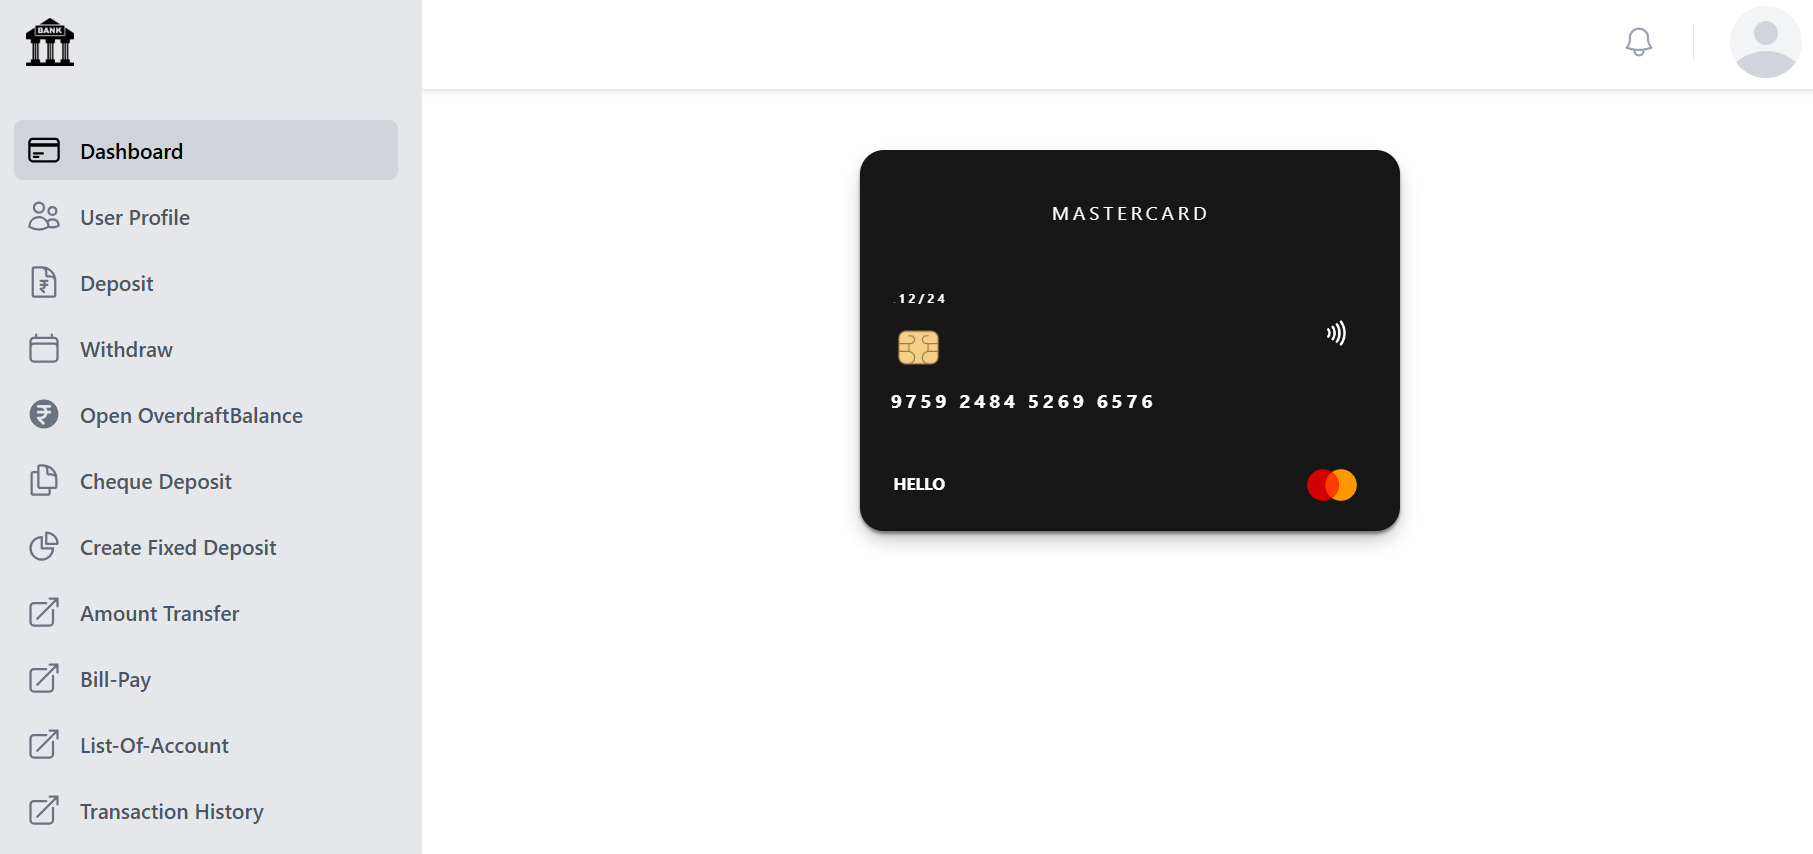 BANK
Dashboard
User Profile
Deposit
Withdraw
Open OverdraftBalance
Cheque Deposit
Create Fixed Deposit
Amount Transfer
Bill-Pay
List-Of-Account
Transaction History
MASTERCARD
.12/24
9759 2484 5269 6576
HELLO